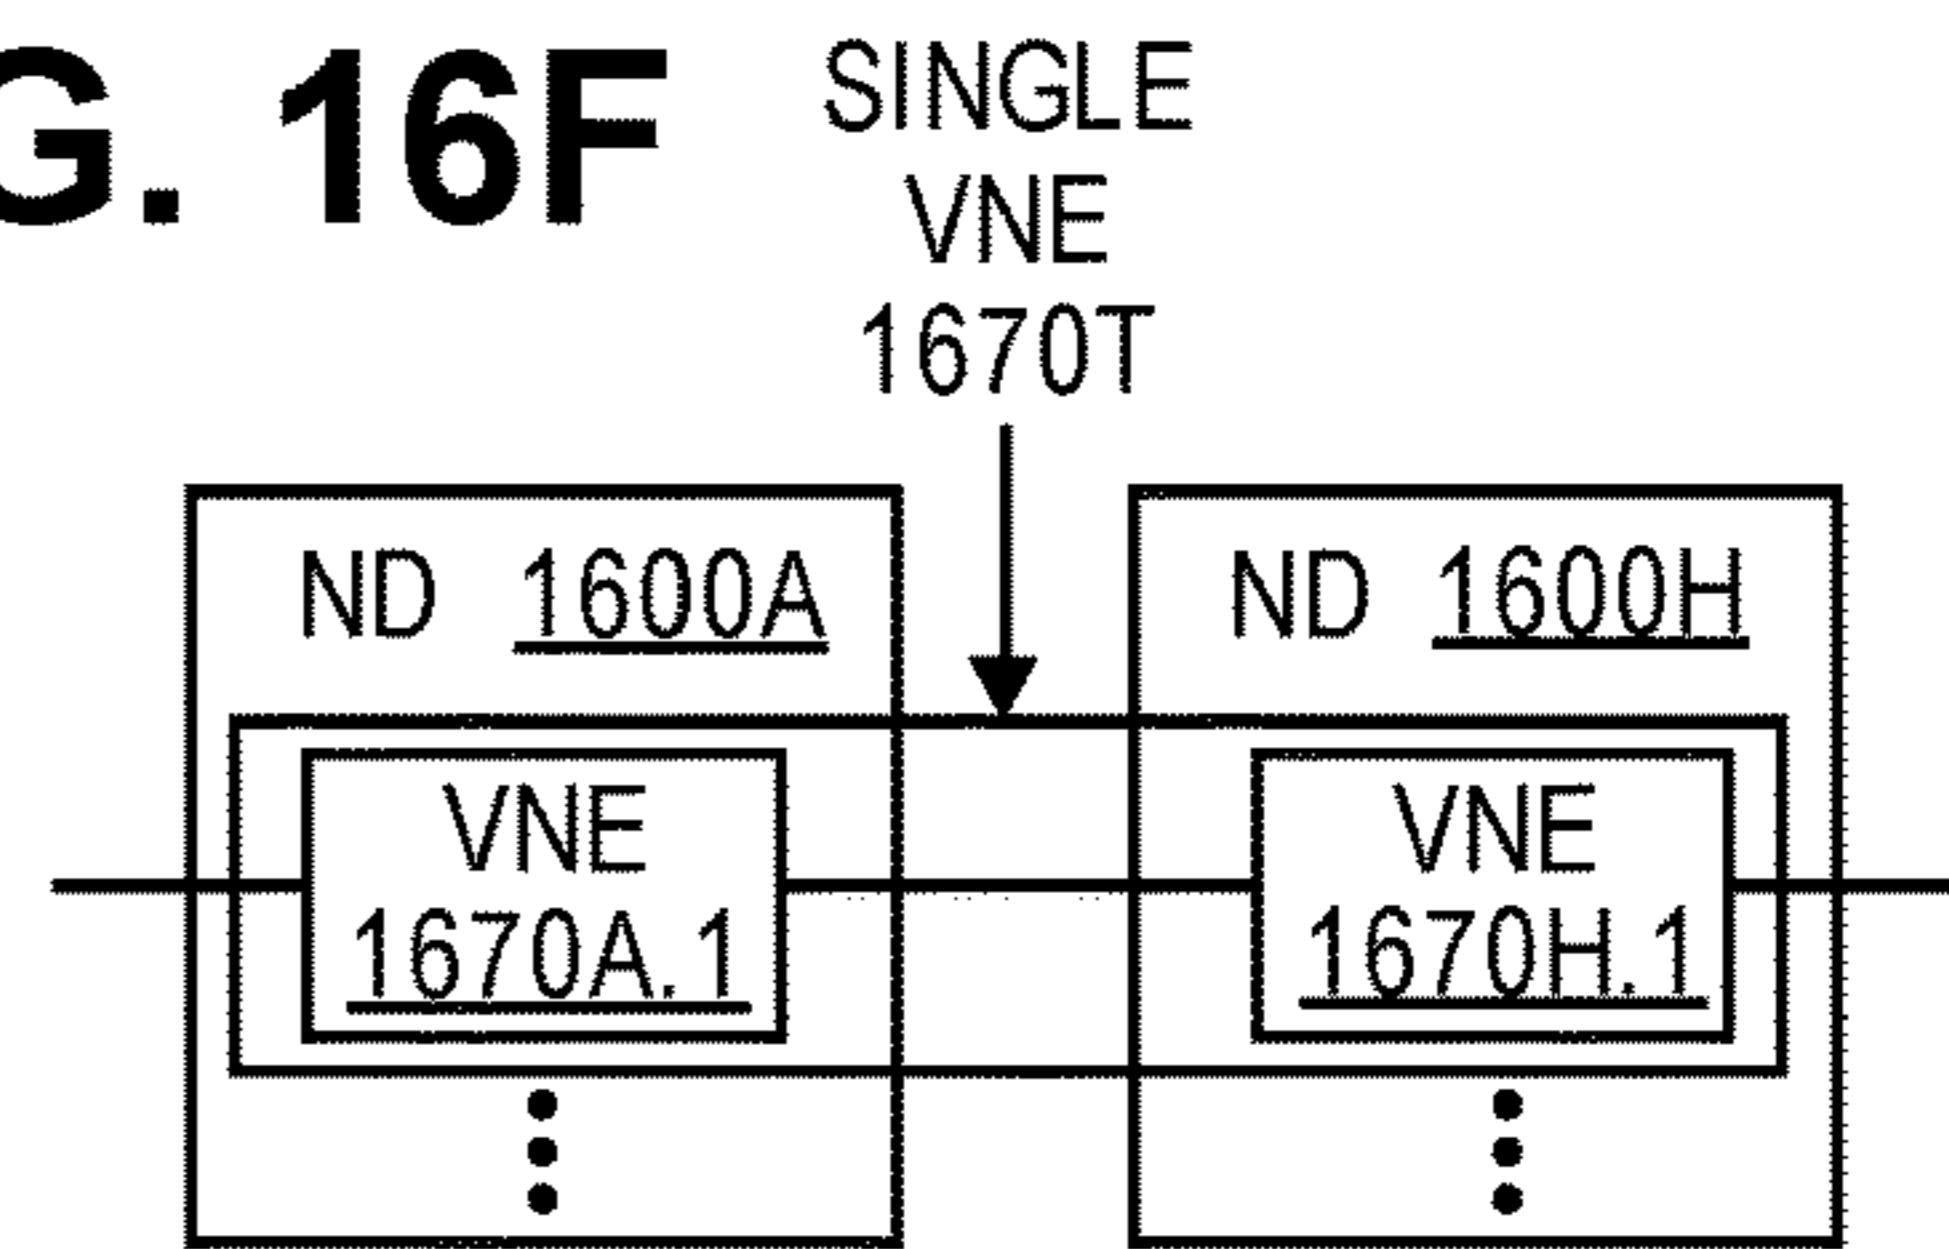 G. 16F
SINGLE
VNE
1670T
ND 1600A
ND 1600H
VNE
1670A.1
VNE
1670H.1